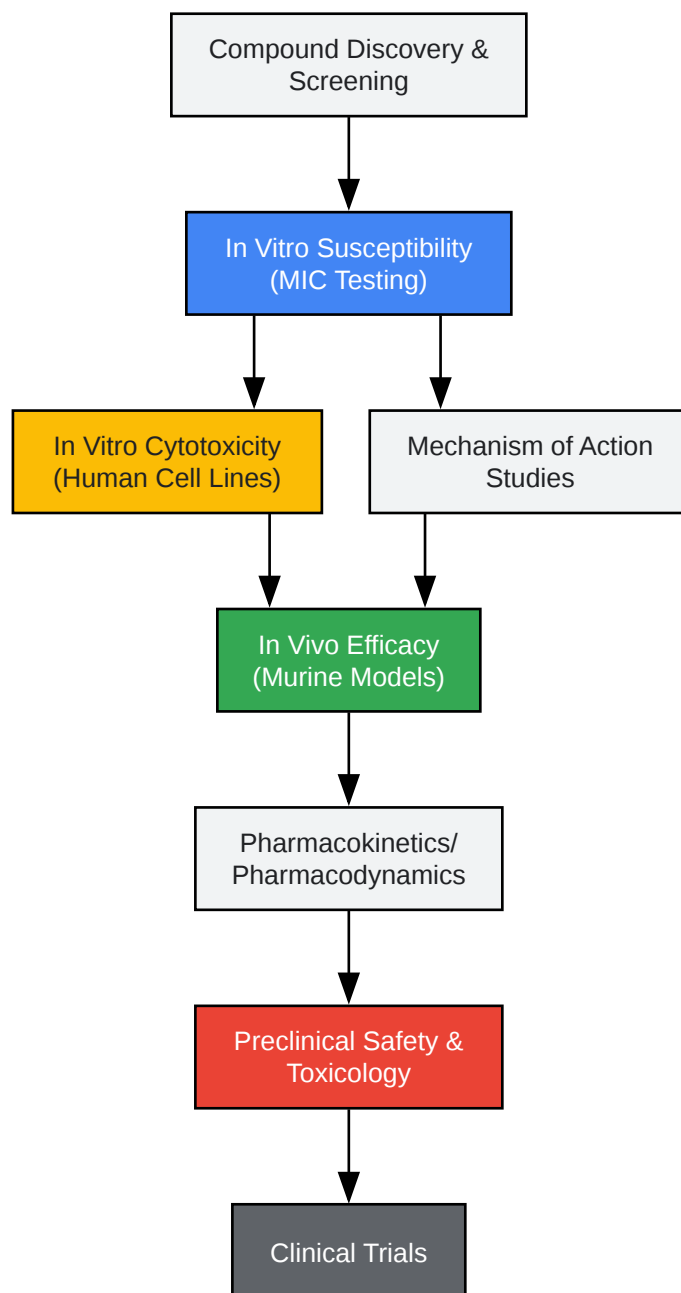 Compound Discovery &
Screening
In Vitro Susceptibility
(MIC Testing)
In Vitro Cytotoxicity
(Human Cell Lines)
Mechanism of Action
Studies
In Vivo Efficacy
(Murine Models)
Pharmacokinetics/
Pharmacodynamics
Preclinical Safety &
Toxicology
Clinical Trials